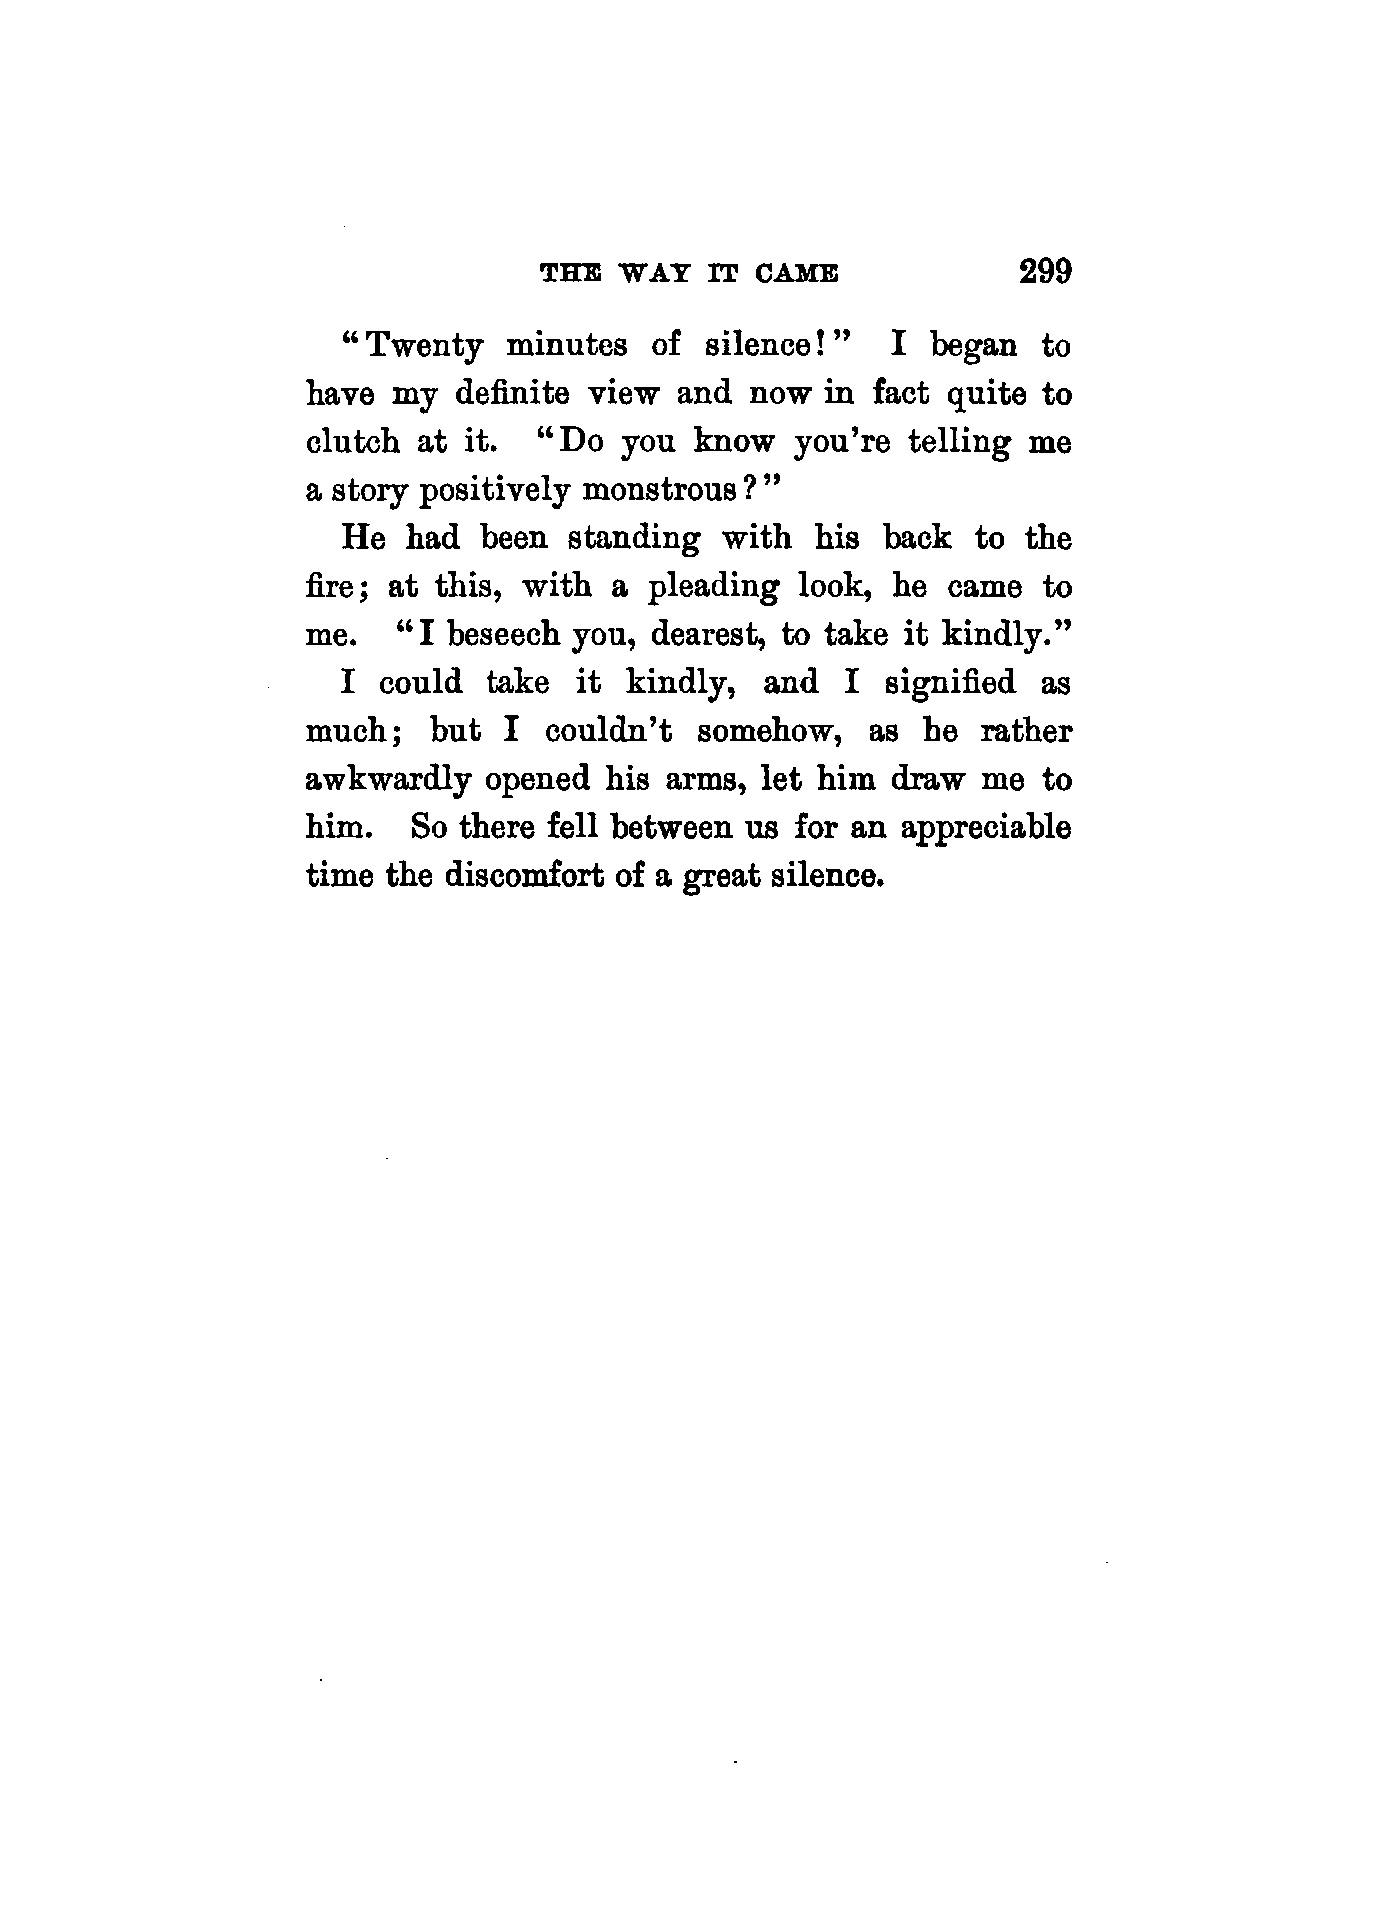 THE WAY IT CAME 299
"Twenty minutes of silence!" I began to
have my definite view and now in fact quite to
clutch at it. "Do you know you're telling me
a story positively monstrous?"
He had been standing with his back to the
fire; at this, with a pleading look, he came to
me. "I beseech you, dearest, to take it kindly."
I could take it kindly, and I signified as
much; but I couldn't somehow, as he rather
awkwardly opened his arms, let him draw me to
him. So there fell between us for an appreciable
time the discomfort of a great silence.